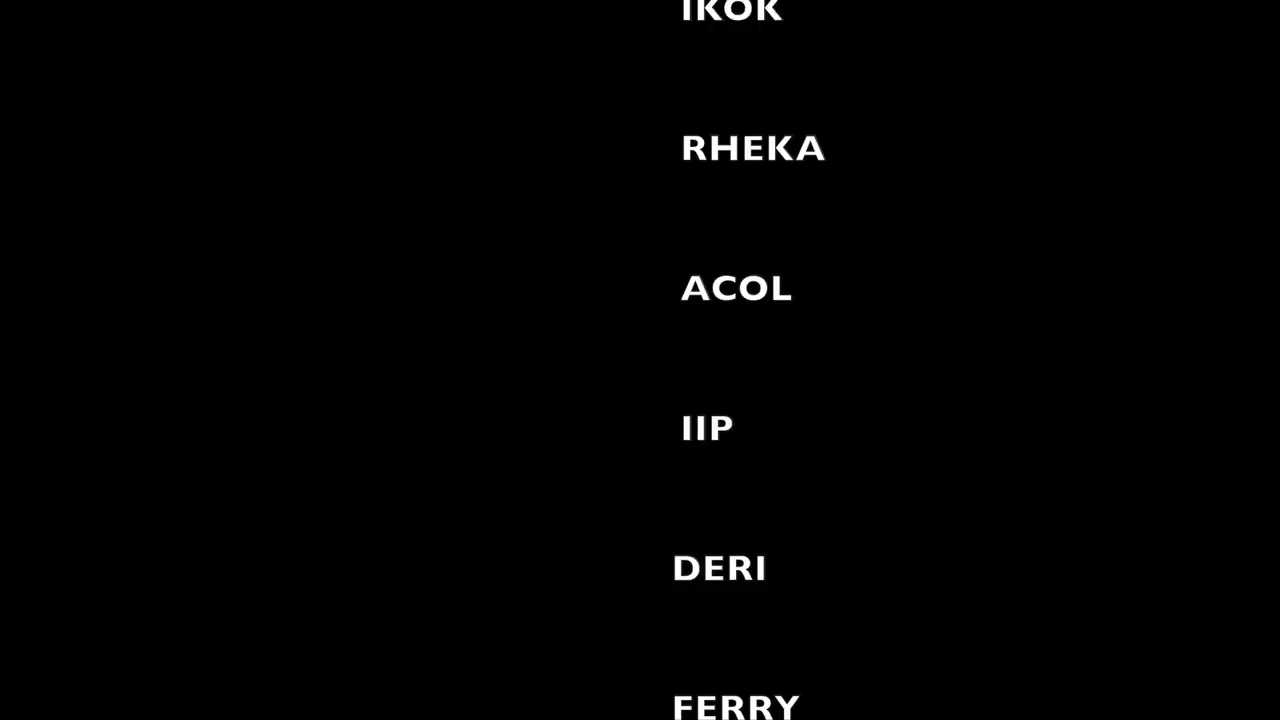 IKOK
RHEKA
ACOL
IIP
DERI
FERRY